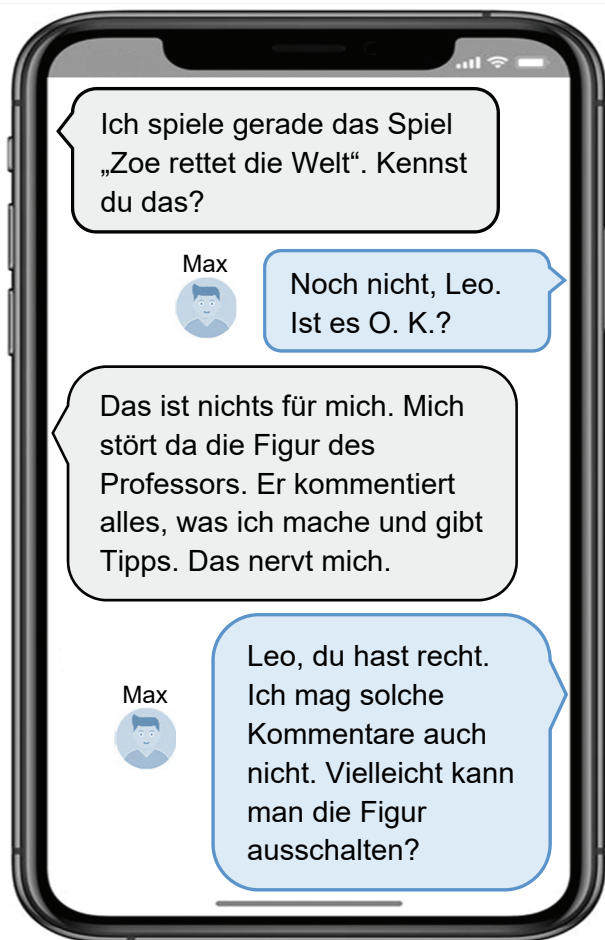 Ich spiele gerade das Spiel
„Zoe rettet die Welt“. Kennst
du das?
Max
Noch nicht, Leo.
Ist es O. K.?
Das ist nichts für mich. Mich
stört da die Figur des
Professors. Er kommentiert
alles, was ich mache und gibt
Tipps. Das nervt mich.
Max
Leo, du hast recht.
Ich mag solche
Kommentare auch
nicht. Vielleicht kann
man die Figur
ausschalten?